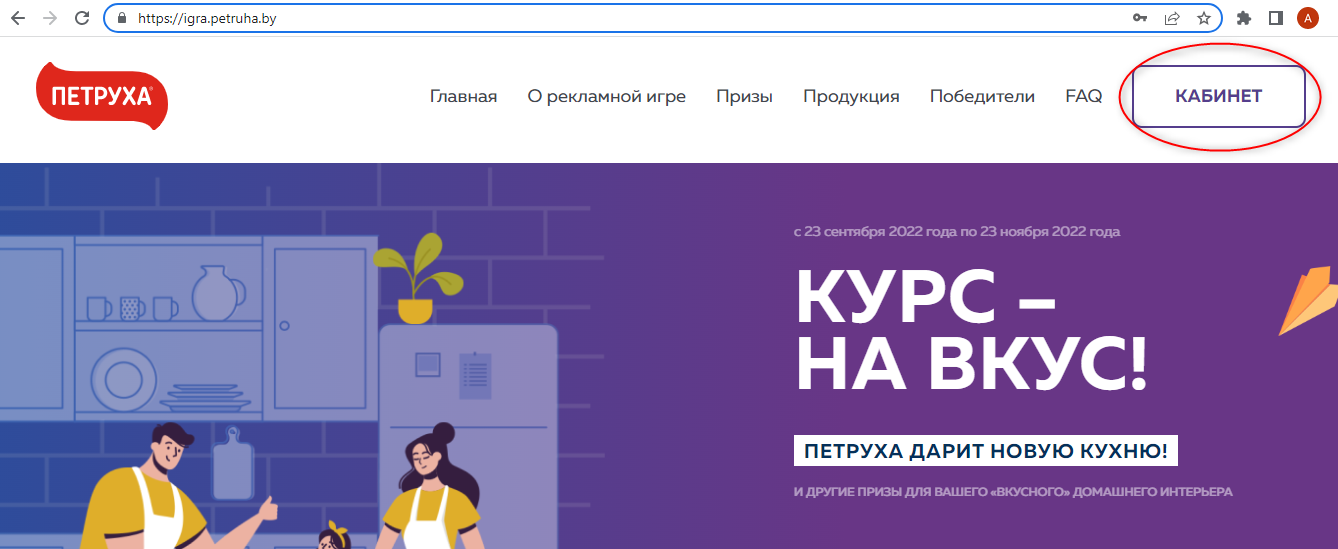 https://igra.petruha.by
A
ПЕТРУХА®
Главная О рекламной игре Призы Продукция Победители FAQ КАБИНЕТ
с 23 сентября 2022 года по 23 ноября 2022 года
КУРС –
НА ВКУС!
ПЕТРУХА ДАРИТ НОВУЮ КУХНЮ!
И ДРУГИЕ ПРИЗЫ ДЛЯ ВАШЕГО «ВКУСНОГО» ДОМАШНЕГО ИНТЕРЬЕРА